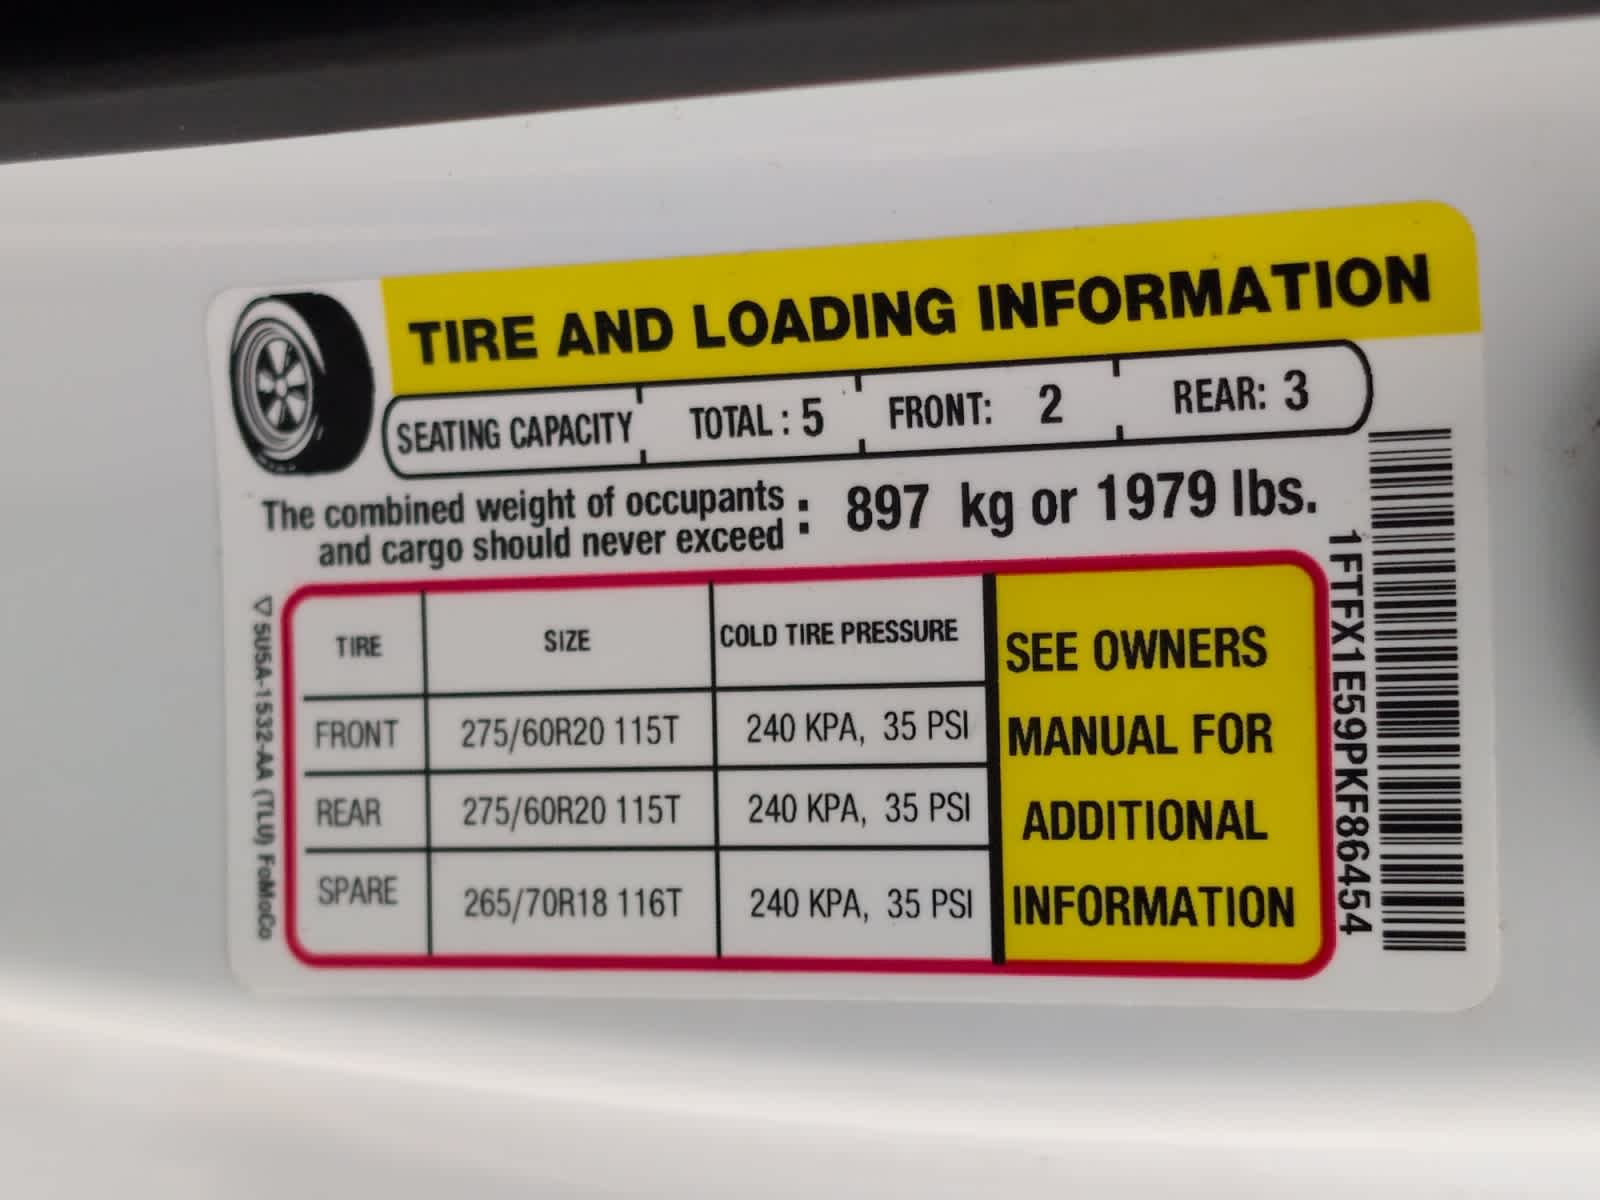 TIRE AND LOADING INFORMATION
SEATING CAPACITY TOTAL : 5 FRONT: 2 REAR: 3
The combined weight of occupants
and cargo should never exceed : 897 kg or 1979 lbs.
TIRE SIZE COLD TIRE PRESSURE
FRONT 275/60R20 115T 240 KPA, 35 PSI
REAR 275/60R20 115T 240 KPA, 35 PSI
SPARE 265/70R18 116T 240 KPA, 35 PSI
SEE OWNERS
MANUAL FOR
ADDITIONAL
INFORMATION
1FTFX1E59PKF86454
5U5A-1532-AA (TLU) FoMoCo